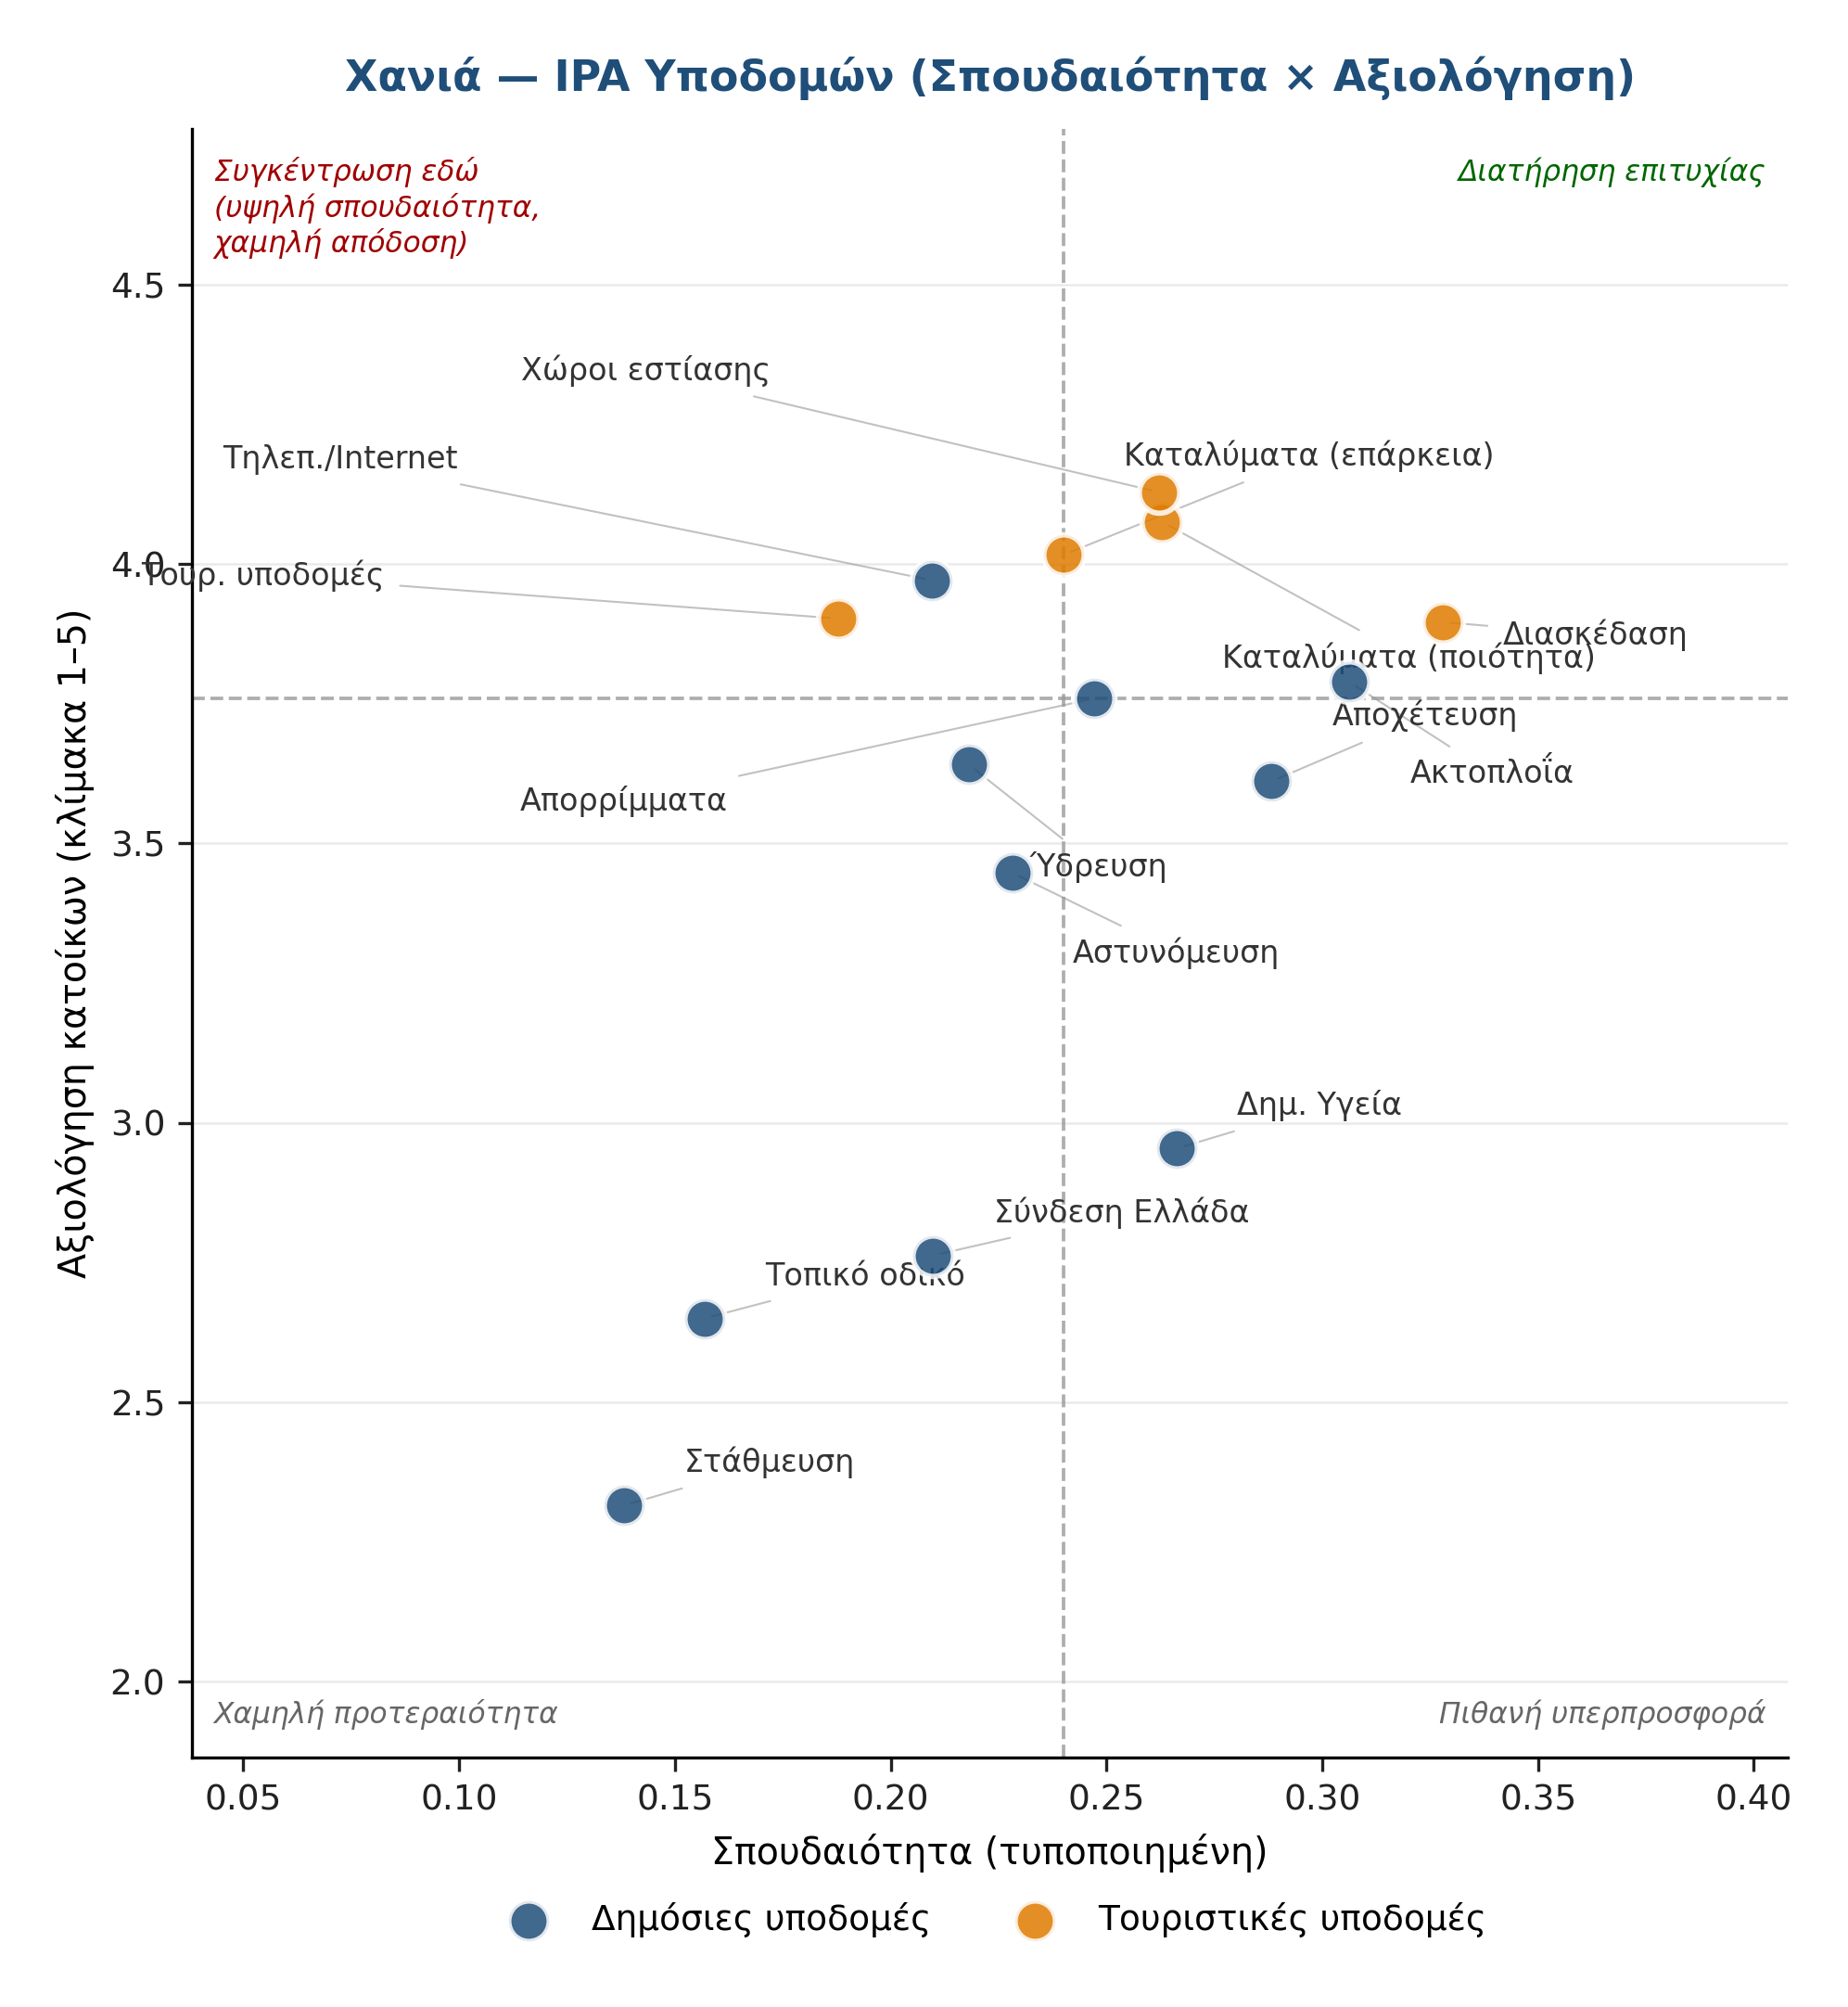 Χανιά — IPA Υποδομών (Σπουδαιότητα × Αξιολόγηση)
Συγκέντρωση εδώ
(υψηλή σπουδαιότητα,
χαμηλή απόδοση)
Διατήρηση επιτυχίας
4.5
Χώροι εστίασης
Τηλεπ./Internet
Καταλύματα (επάρκεια)
4.0
Τουρ. υποδομές
Διασκέδαση
Καταλύματα (ποιότητα)
Αποχέτευση
Ακτοπλοΐα
Απορρίμματα
3.5
Ύδρευση
Αστυνόμευση
Δημ. Υγεία
3.0
Σύνδεση Ελλάδα
Τοπικό οδικό
2.5
Στάθμευση
2.0
Χαμηλή προτεραιότητα
Πιθανή υπερπροσφορά
Αξιολόγηση κατοίκων (κλίμακα 1–5)
0.05 0.10 0.15 0.20 0.25 0.30 0.35 0.40
Σπουδαιότητα (τυποποιημένη)
Δημόσιες υποδομές Τουριστικές υποδομές